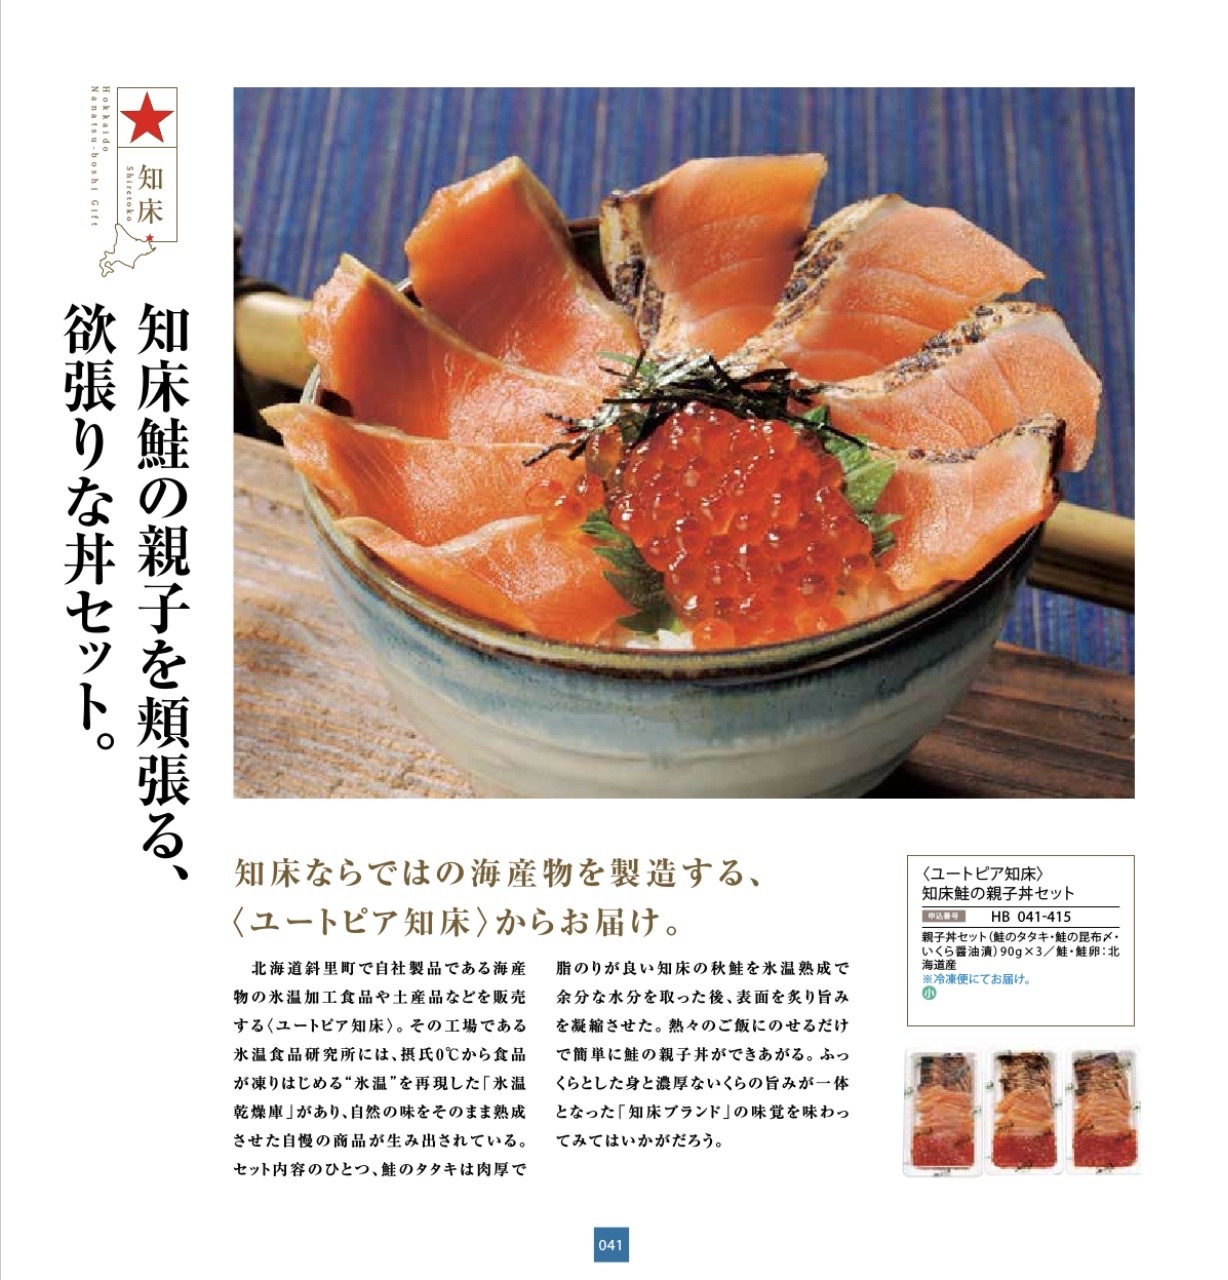 Hokkaido
Nanatsu-boshi Gift
知床
Shiretoko
知床鮭の親子を頬張る、
欲張りな丼セット。
知床ならではの海産物を製造する、
〈ユートピア知床〉からお届け。
北海道斜里町で自社製品である海産
物の氷温加工食品や土産品などを販売
する〈ユートピア知床〉。その工場である
氷温食品研究所には、摂氏0℃から食品
が凍りはじめる“氷温”を再現した「氷温
乾燥庫」があり、自然の味をそのまま熟成
させた自慢の商品が生み出されている。
セット内容のひとつ、鮭のタタキは肉厚で
脂のりが良い知床の秋鮭を氷温熟成で
余分な水分を取った後、表面を炙り旨み
を凝縮させた。熱々のご飯にのせるだけ
で簡単に鮭の親子丼ができあがる。ふっ
くらとした身と濃厚ないくらの旨みが一体
となった「知床ブランド」の味覚を味わっ
てみてはいかがだろう。
〈ユートピア知床〉
知床鮭の親子丼セット
申込番号 HB 041-415
親子丼セット(鮭のタタキ・鮭の昆布〆・
いくら醤油漬)90g×3／鮭・鮭卵:北
海道産
※冷凍便にてお届け。
小
041